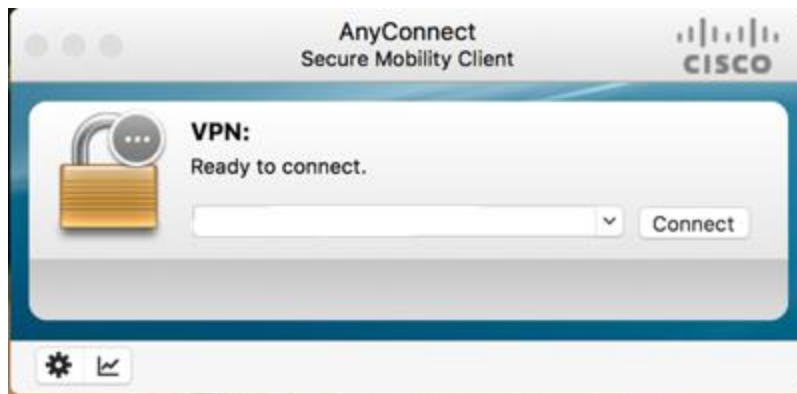 AnyConnect
Secure Mobility Client
CISCO
VPN:
Ready to connect.
Connect